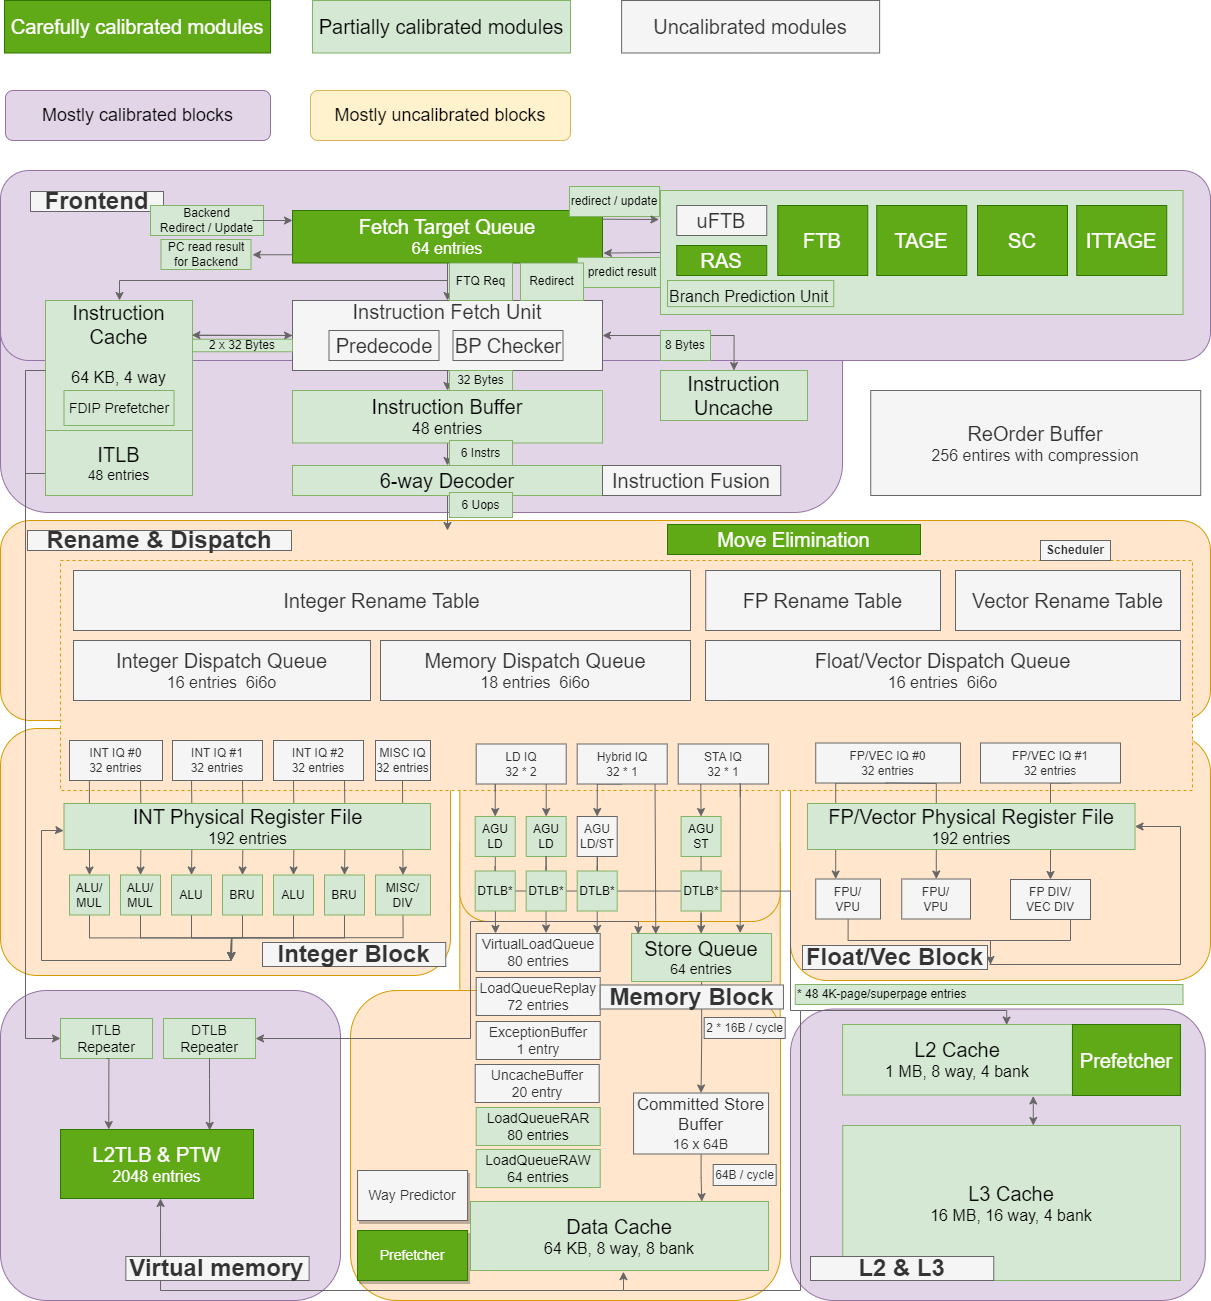 Carefully calibrated modules
Partially calibrated modules
Uncalibrated modules
Mostly calibrated blocks
Mostly uncalibrated blocks
Frontend
Backend
Redirect / Update
PC read result
for Backend
Fetch Target Queue
64 entries
redirect / update
predict result
uFTB
RAS
FTB
TAGE
SC
ITTAGE
Branch Prediction Unit
FTQ Req
Redirect
Instruction
Cache
64 KB, 4 way
FDIP Prefetcher
ITLB
48 entries
2 x 32 Bytes
Instruction Fetch Unit
Predecode
BP Checker
8 Bytes
Instruction
Uncache
32 Bytes
Instruction Buffer
48 entries
6 Instrs
6-way Decoder
Instruction Fusion
6 Uops
ReOrder Buffer
256 entires with compression
Rename & Dispatch
Move Elimination
Scheduler
Integer Rename Table
FP Rename Table
Vector Rename Table
Integer Dispatch Queue
16 entries  6i6o
Memory Dispatch Queue
18 entries  6i6o
Float/Vector Dispatch Queue
16 entries  6i6o
INT IQ #0
32 entries
INT IQ #1
32 entries
INT IQ #2
32 entries
MISC IQ
32 entries
LD IQ
32 * 2
Hybrid IQ
32 * 1
STA IQ
32 * 1
FP/VEC IQ #0
32 entries
FP/VEC IQ #1
32 entries
INT Physical Register File
192 entries
ALU/
MUL
ALU/
MUL
ALU
BRU
ALU
BRU
MISC/
DIV
Integer Block
AGU
LD
AGU
LD
AGU
LD/ST
AGU
ST
DTLB*
DTLB*
DTLB*
DTLB*
FP/Vector Physical Register File
192 entries
FPU/
VPU
FPU/
VPU
FP DIV/
VEC DIV
Float/Vec Block
VirtualLoadQueue
80 entries
LoadQueueReplay
72 entries
ExceptionBuffer
1 entry
UncacheBuffer
20 entry
LoadQueueRAR
80 entries
LoadQueueRAW
64 entries
Store Queue
64 entries
Memory Block
2 * 16B / cycle
Committed Store
Buffer
16 x 64B
64B / cycle
Way Predictor
Prefetcher
Data Cache
64 KB, 8 way, 8 bank
* 48 4K-page/superpage entries
ITLB
Repeater
DTLB
Repeater
L2TLB & PTW
2048 entries
Virtual memory
L2 Cache
1 MB, 8 way, 4 bank
Prefetcher
L3 Cache
16 MB, 16 way, 4 bank
L2 & L3